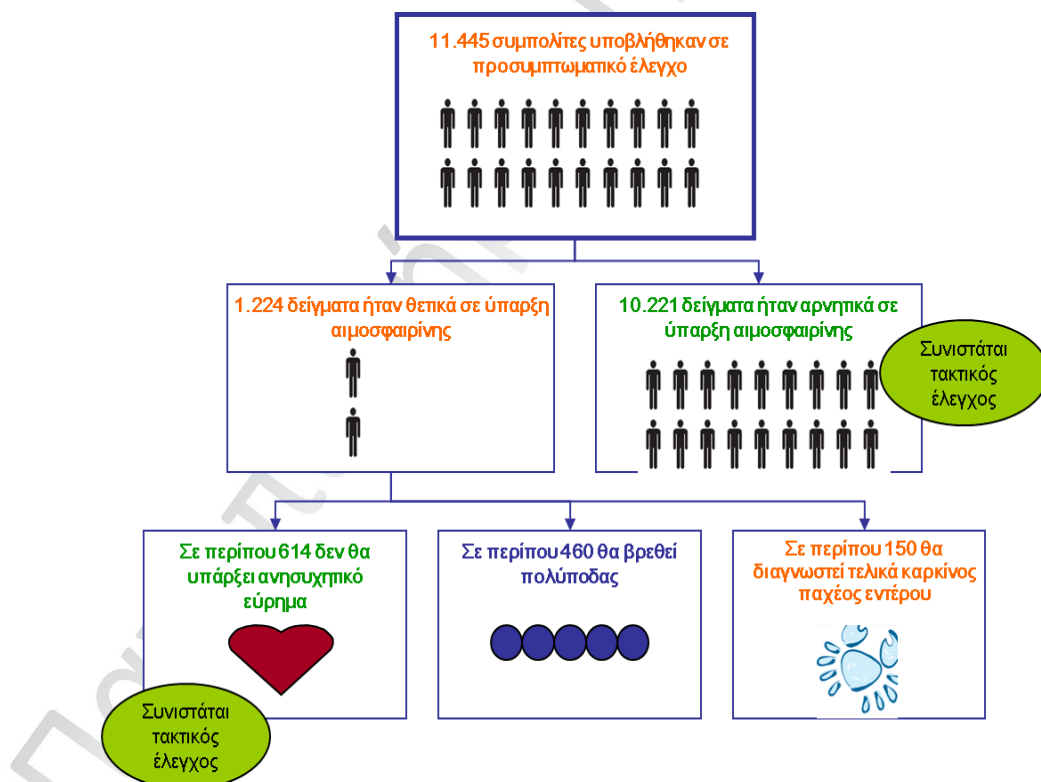 11.445 συμπολίτες υποβλήθηκαν σε
προσυμπτωματικό έλεγχο
1.224 δείγματα ήταν θετικά σε ύπαρξη
αιμοσφαιρίνης
10.221 δείγματα ήταν αρνητικά σε
ύπαρξη αιμοσφαιρίνης
Συνιστάται
τακτικός
έλεγχος
Σε περίπου 614 δεν θα
υπάρξει ανησυχητικό
εύρημα
Σε περίπου 460 θα βρεθεί
πολύποδας
Σε περίπου 150 θα
διαγνωστεί τελικά καρκίνος
παχέος εντέρου
Συνιστάται
τακτικός
έλεγχος